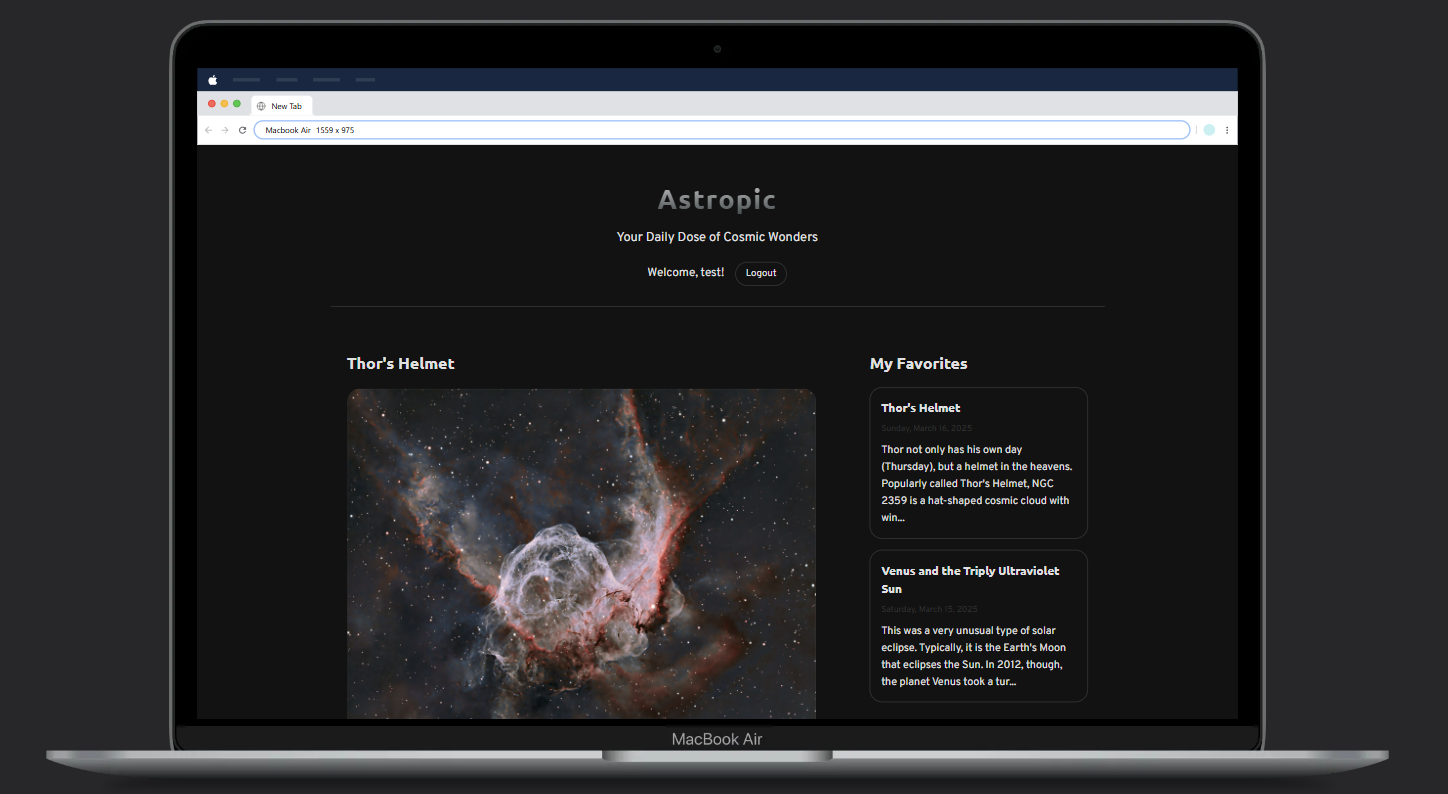 New Tab
Macbook Air 1559 x 975
Astropic
Your Daily Dose of Cosmic Wonders
Welcome, test!
Logout
Thor's Helmet
My Favorites
Thor's Helmet
Sunday, March 16, 2025
Thor not only has his own day
(Thursday), but a helmet in the heavens.
Popularly called Thor's Helmet, NGC
2359 is a hat-shaped cosmic cloud with
win...
Venus and the Triply Ultraviolet
Sun
Saturday, March 15, 2025
This was a very unusual type of solar
eclipse. Typically, it is the Earth's Moon
that eclipses the Sun. In 2012, though,
the planet Venus took a tur...
MacBook Air